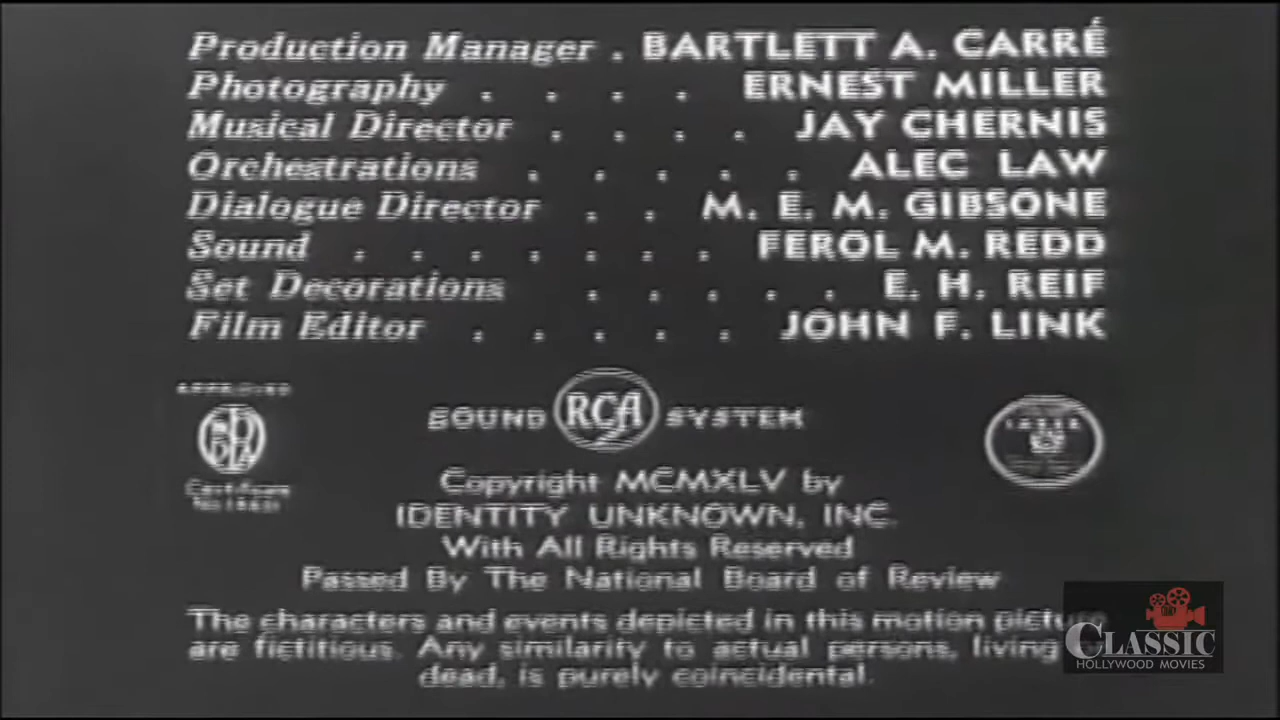 Production Manager . BARTLETT A. CARRÉ
Photography . . . . ERNEST MILLER
Musical Director . . . . JAY CHERNIS
Orchestrations . . . . . ALEC LAW
Dialogue Director . . M. E. M. GIBSONE
Sound . . . . . . . FEROL M. REDD
Set Decorations . . . . . E. H. REIF
Film Editor . . . . . JOHN F. LINK
APPROVED
SOUND RCA SYSTEM
Certificate
Copyright MCMXLV by
IDENTITY UNKNOWN, INC.
With All Rights Reserved
Passed By The National Board of Review
The characters and events depicted in this motion picture
are fictitious. Any similarity to actual persons, living
dead, is purely coincidental.
CLASSIC
HOLLYWOOD MOVIES